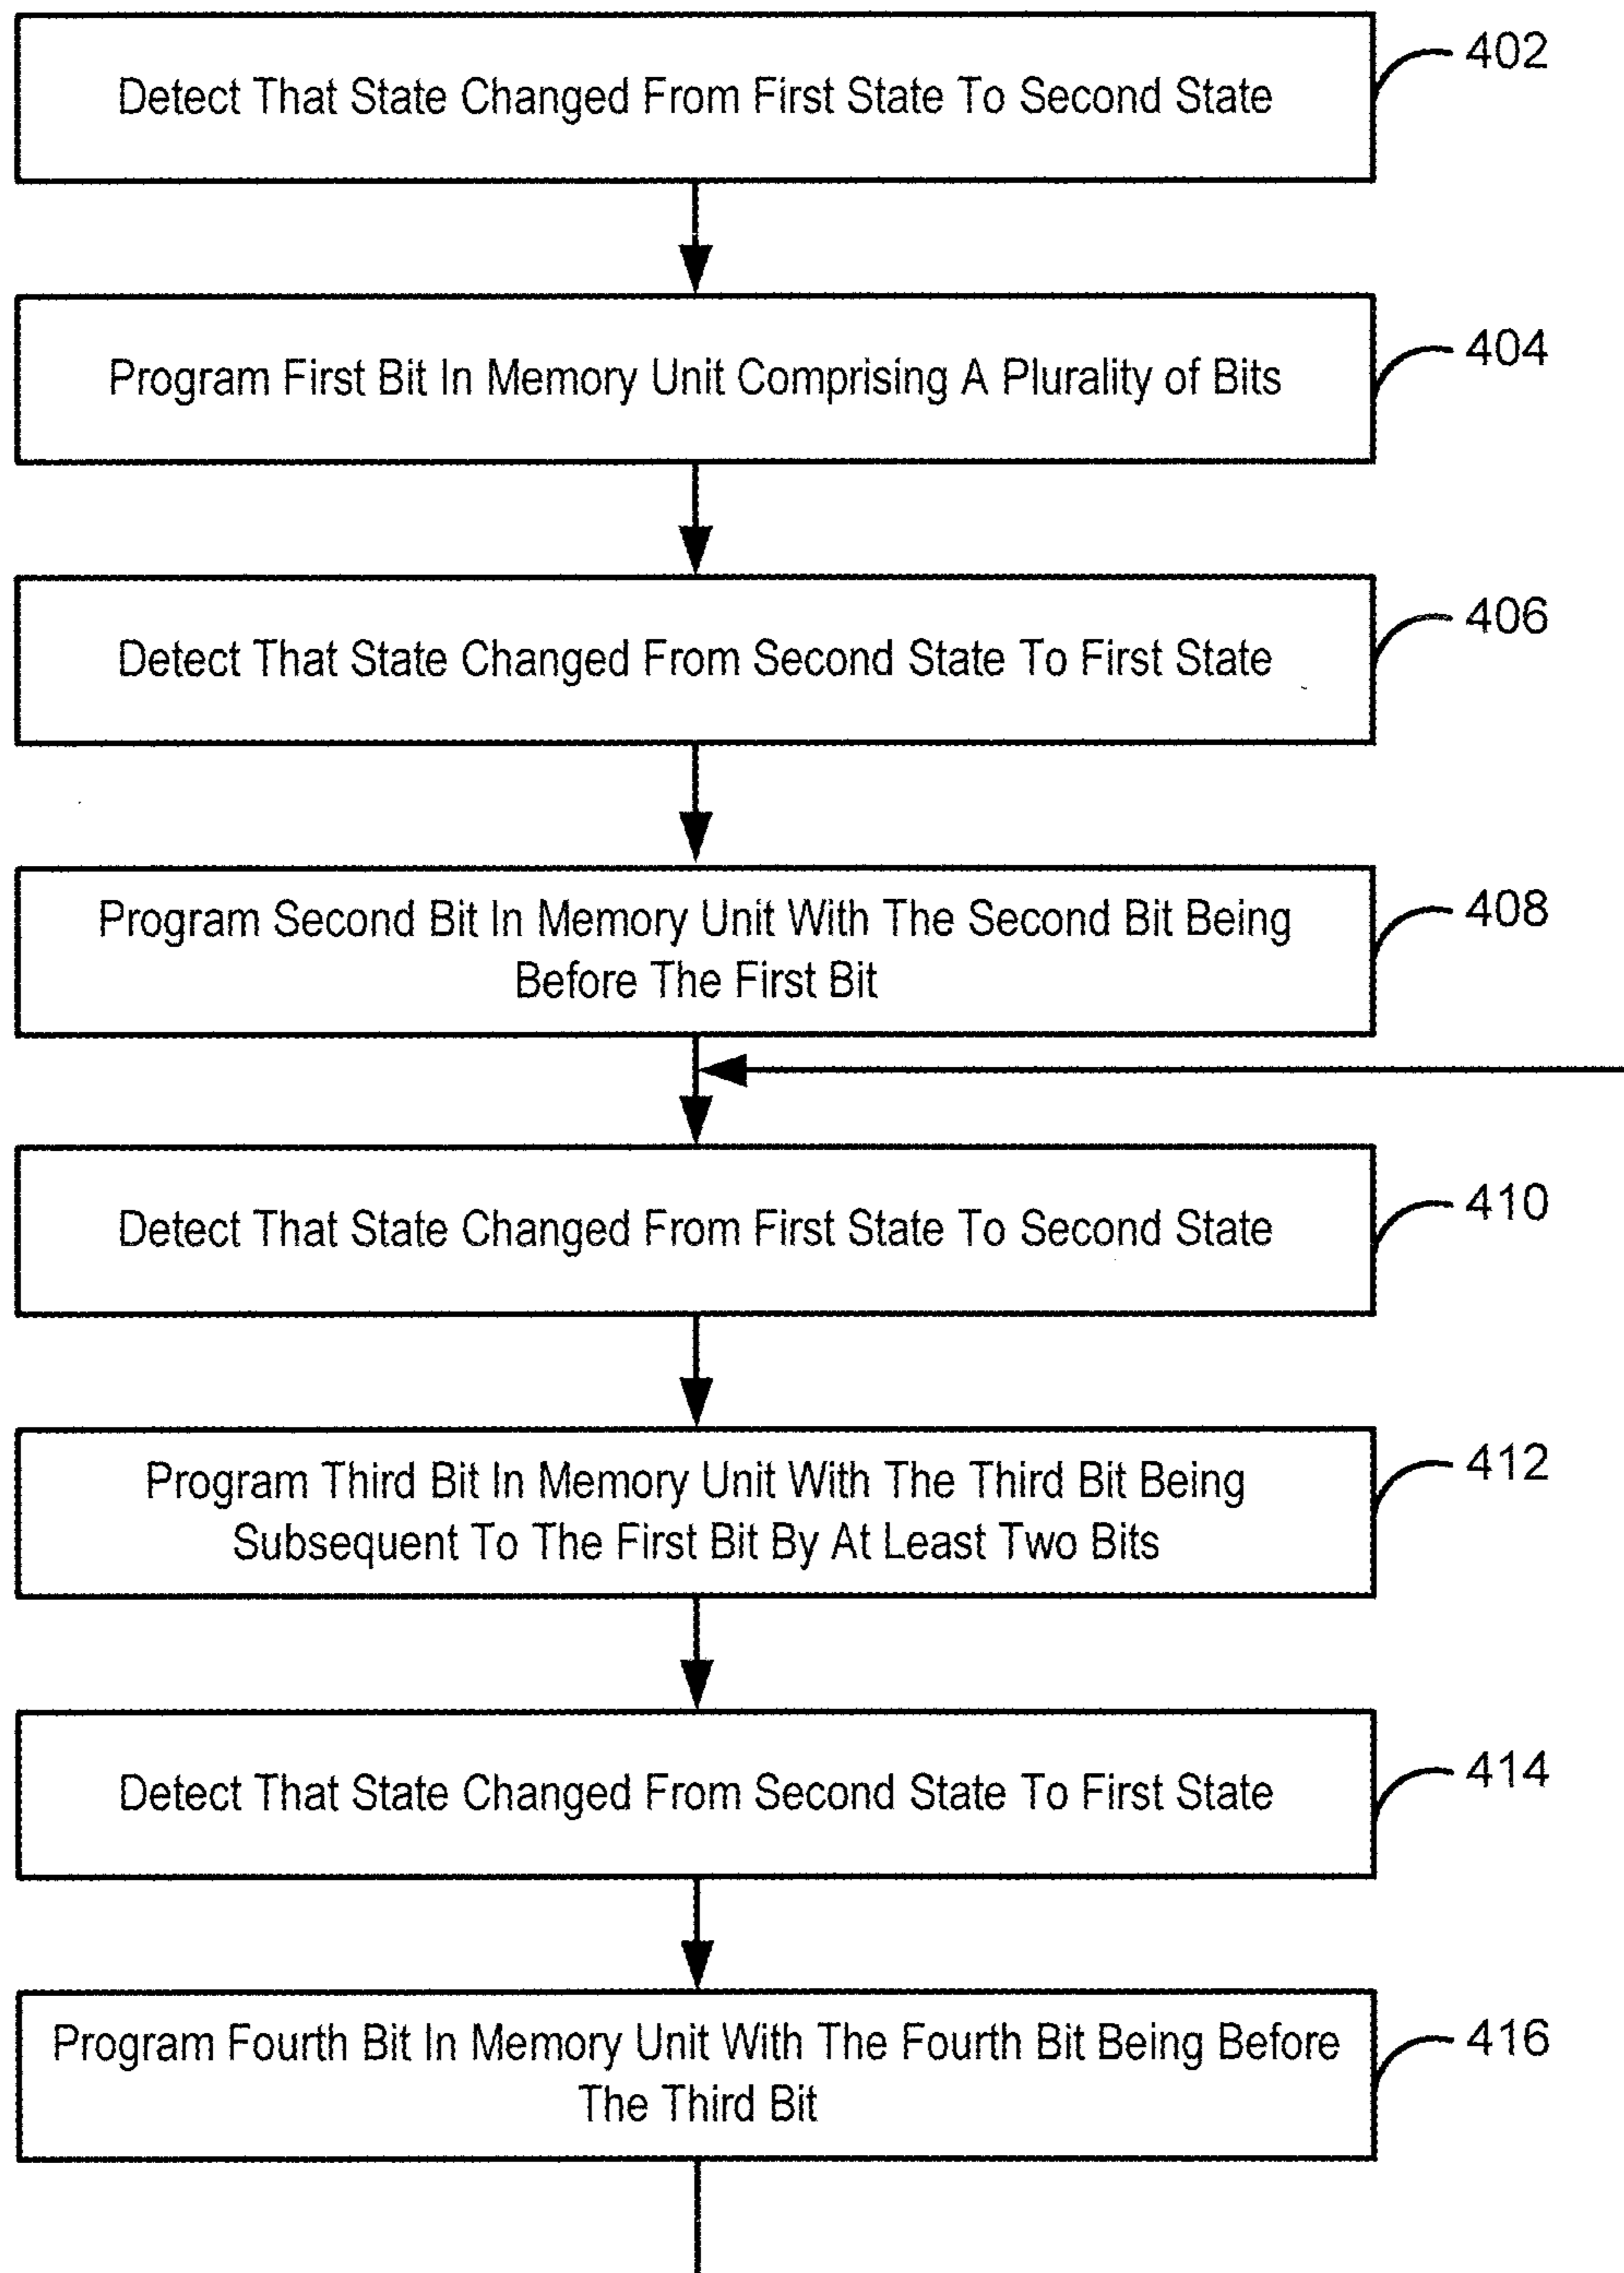 Detect That State Changed From First State To Second State
402
Program First Bit In Memory Unit Comprising A Plurality of Bits
404
Detect That State Changed From Second State To First State
406
Program Second Bit In Memory Unit With The Second Bit Being
Before The First Bit
408
Detect That State Changed From First State To Second State
410
Program Third Bit In Memory Unit With The Third Bit Being
Subsequent To The First Bit By At Least Two Bits
412
Detect That State Changed From Second State To First State
414
Program Fourth Bit In Memory Unit With The Fourth Bit Being Before
The Third Bit
416